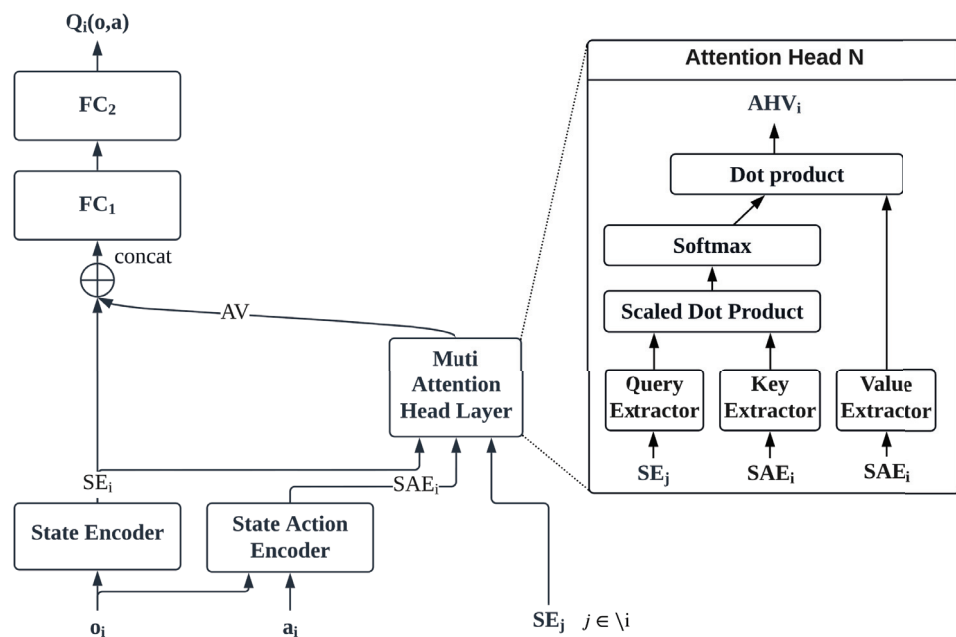 Qᵢ(o,a)
FC₂
FC₁
concat
AV
Muti
Attention
Head Layer
SEᵢ
SAEᵢ
State Encoder
State Action
Encoder
oᵢ
aᵢ
SEⱼ j ∈ \i
Attention Head N
AHVᵢ
Dot product
Softmax
Scaled Dot Product
Query
Extractor
Key
Extractor
Value
Extractor
SEⱼ
SAEᵢ
SAEᵢ